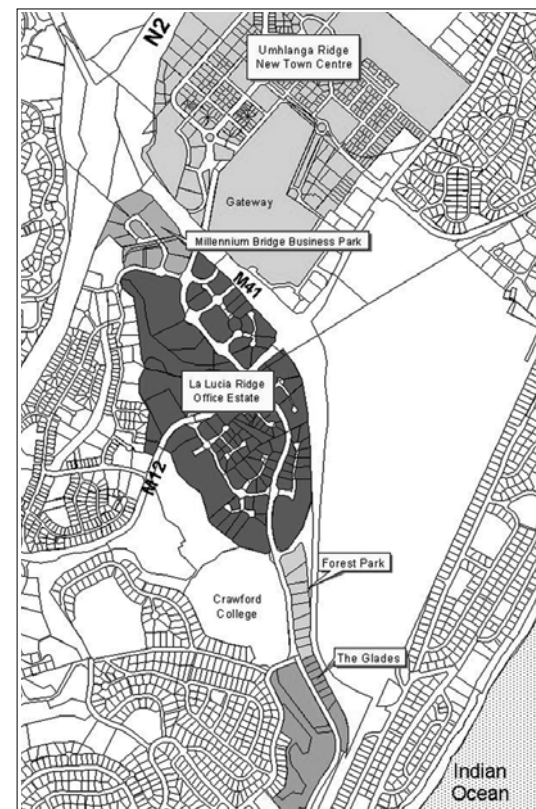 N2
Umhlanga Ridge
New Town Centre
Gateway
Millennium Bridge Business Park
M41
La Lucia Ridge
Office Estate
M12
Forest Park
Crawford
College
The Glades
Indian
Ocean